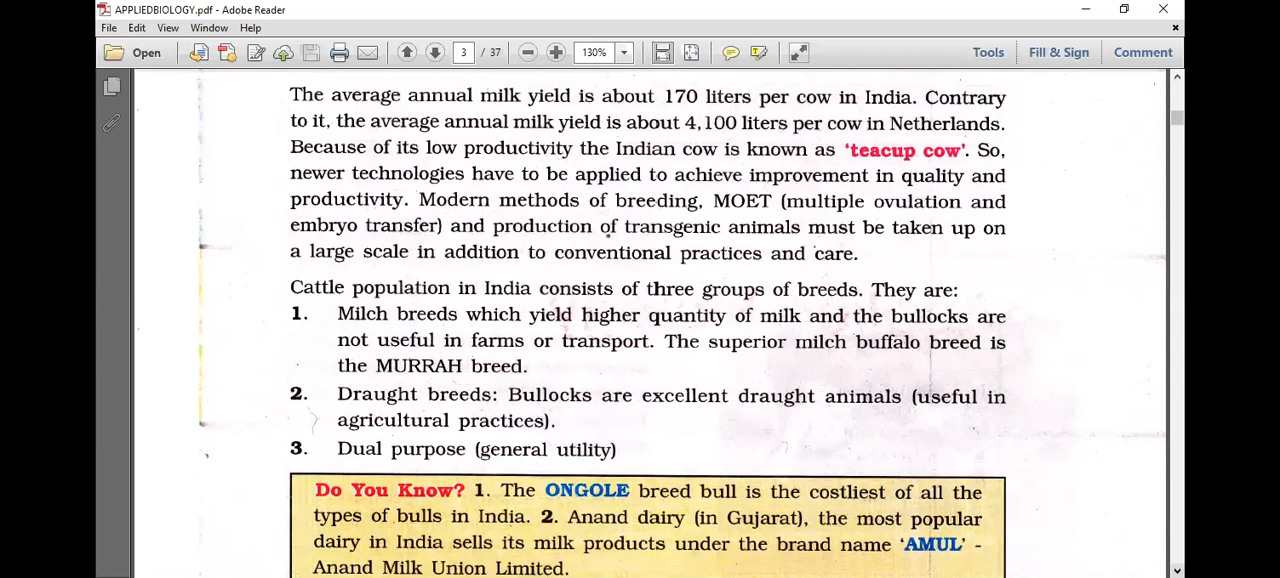 APPLIEDBIOLOGY.pdf - Adobe Reader
File Edit View Window Help
Open 3 / 37 130% Tools Fill & Sign Comment
The average annual milk yield is about 170 liters per cow in India. Contrary
to it, the average annual milk yield is about 4,100 liters per cow in Netherlands.
Because of its low productivity the Indian cow is known as ‘teacup cow’. So,
newer technologies have to be applied to achieve improvement in quality and
productivity. Modern methods of breeding, MOET (multiple ovulation and
embryo transfer) and production of transgenic animals must be taken up on
a large scale in addition to conventional practices and care.
Cattle population in India consists of three groups of breeds. They are:
1. Milch breeds which yield higher quantity of milk and the bullocks are
not useful in farms or transport. The superior milch buffalo breed is
the MURRAH breed.
2. Draught breeds: Bullocks are excellent draught animals (useful in
agricultural practices).
3. Dual purpose (general utility)
Do You Know? 1. The ONGOLE breed bull is the costliest of all the
types of bulls in India. 2. Anand dairy (in Gujarat), the most popular
dairy in India sells its milk products under the brand name ‘AMUL’ -
Anand Milk Union Limited.